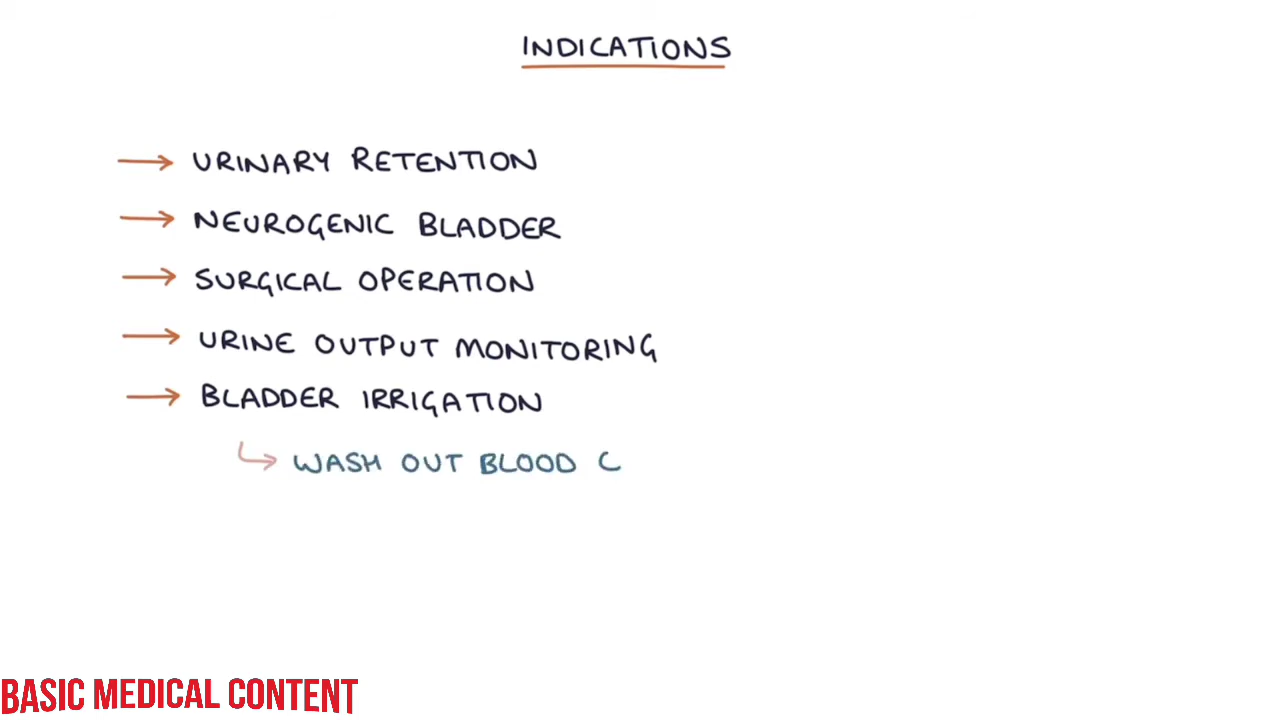 INDICATIONS
→ URINARY RETENTION
→ NEUROGENIC BLADDER
→ SURGICAL OPERATION
→ URINE OUTPUT MONITORING
→ BLADDER IRRIGATION
↳ WASH OUT BLOOD C
BASIC MEDICAL CONTENT